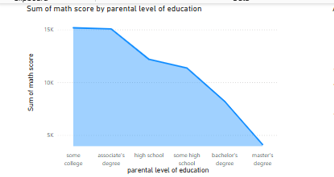 Sum of math score by parental level of education
15K
10K
5K
Sum of math score
some college
associate's degree
high school
some high school
bachelor's degree
master's degree
parental level of education